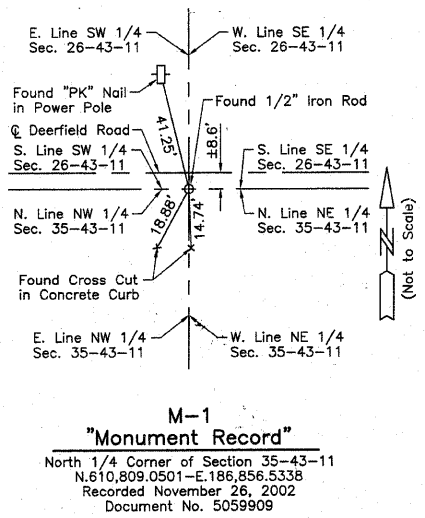 E. Line SW 1/4
Sec. 26-43-11
W. Line SE 1/4
Sec. 26-43-11
Found "PK" Nail
in Power Pole
Found 1/2" Iron Rod
41.25'
±8.6'
℄ Deerfield Road
S. Line SW 1/4
Sec. 26-43-11
S. Line SE 1/4
Sec. 26-43-11
N. Line NW 1/4
Sec. 35-43-11
18.88'
14.74'
N. Line NE 1/4
Sec. 35-43-11
N
(Not to Scale)
Found Cross Cut
in Concrete Curb
E. Line NW 1/4
Sec. 35-43-11
W. Line NE 1/4
Sec. 35-43-11
M-1
"Monument Record"
North 1/4 Corner of Section 35-43-11
N.610,809.0501-E.186,856.5338
Recorded November 26, 2002
Document No. 5059909